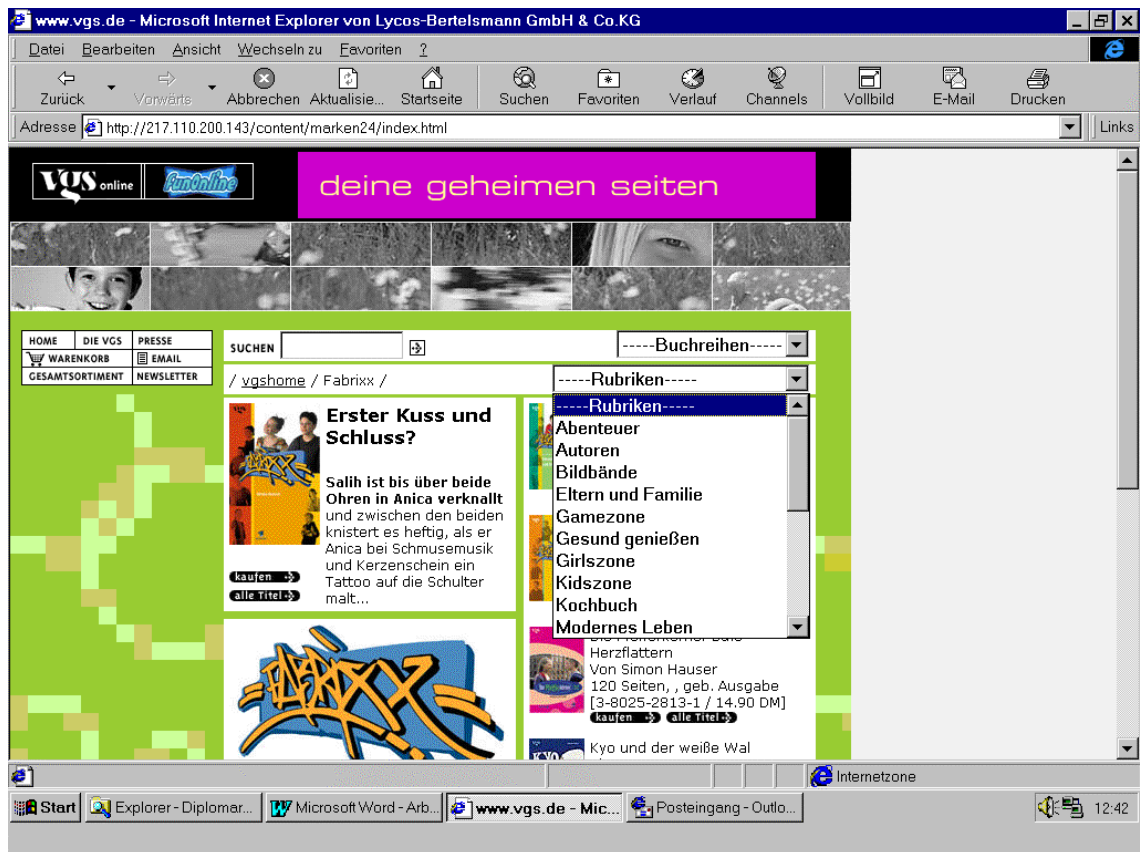 www.vgs.de - Microsoft Internet Explorer von Lycos-Bertelsmann GmbH & Co.KG
Datei Bearbeiten Ansicht Wechseln zu Favoriten ?
Zurück Vorwärts Abbrechen Aktualisie... Startseite Suchen Favoriten Verlauf Channels Vollbild E-Mail Drucken
Adresse http://217.110.200.143/content/marken24/index.html Links
VGS online FunOnline deine geheimen seiten
HOME DIE VGS PRESSE
WARENKORB EMAIL
GESAMTSORTIMENT NEWSLETTER
SUCHEN -----Buchreihen-----
/ vgshome / Fabrixx / -----Rubriken-----
Erster Kuss und
Schluss?
Salih ist bis über beide
Ohren in Anica verknallt
und zwischen den beiden
knistert es heftig, als er
Anica bei Schmusemusik
und Kerzenschein ein
Tattoo auf die Schulter
malt...
kaufen
alle Titel
FABRIXX
-----Rubriken-----
Abenteuer
Autoren
Bildbände
Eltern und Familie
Gamezone
Gesund genießen
Girlszone
Kidszone
Kochbuch
Modernes Leben
Herzflattern
Von Simon Hauser
120 Seiten, , geb. Ausgabe
[3-8025-2813-1 / 14.90 DM]
kaufen alle Titel
KYO
Kyo und der weiße Wal
Internetzone
Start Explorer - Diplomar... Microsoft Word - Arb... www.vgs.de - Mic... Posteingang - Outlo... 12:42